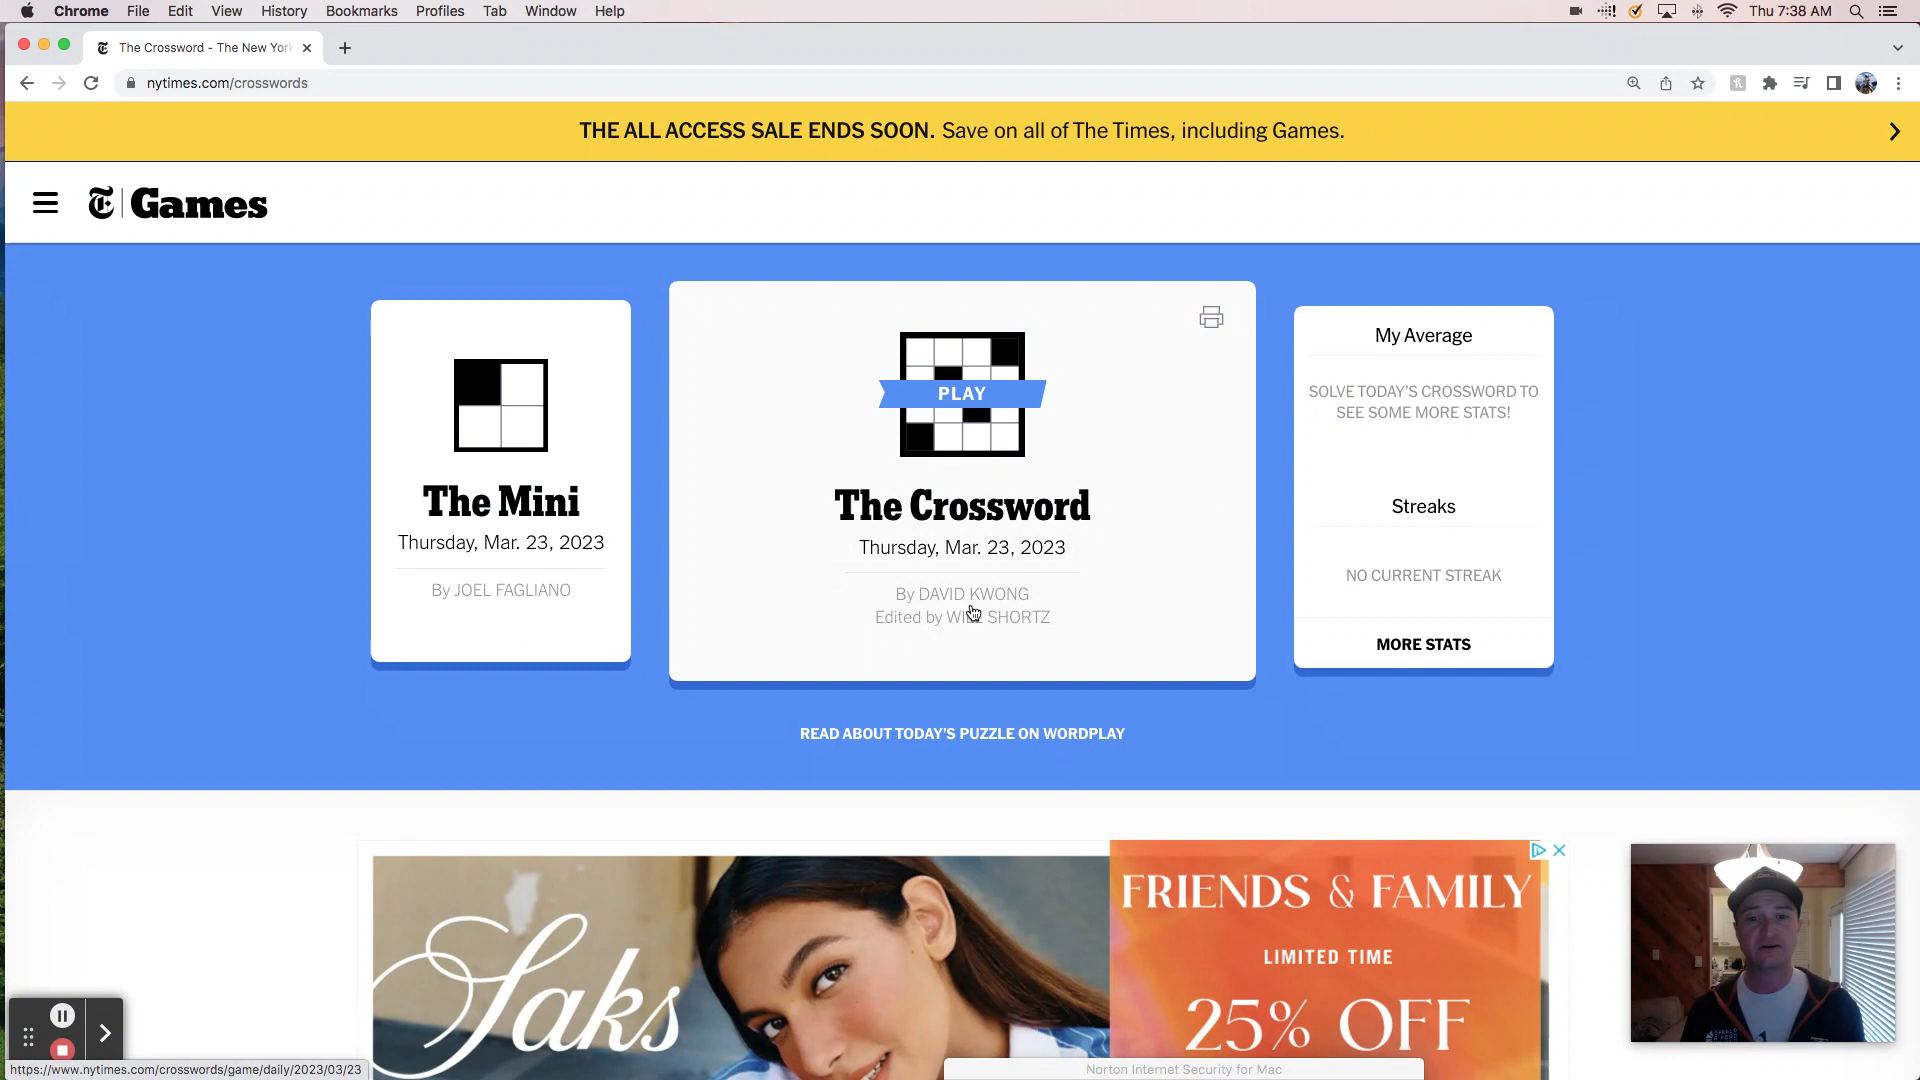 Chrome File Edit View History Bookmarks Profiles Tab Window Help
Thu 7:38 AM
The Crossword - The New York
nytimes.com/crosswords
THE ALL ACCESS SALE ENDS SOON. Save on all of The Times, including Games.
T Games
The Mini
Thursday, Mar. 23, 2023
By JOEL FAGLIANO
PLAY
The Crossword
Thursday, Mar. 23, 2023
By DAVID KWONG
Edited by WILL SHORTZ
My Average
SOLVE TODAY'S CROSSWORD TO
SEE SOME MORE STATS!
Streaks
NO CURRENT STREAK
MORE STATS
READ ABOUT TODAY'S PUZZLE ON WORDPLAY
Saks
FRIENDS & FAMILY
LIMITED TIME
25% OFF
https://www.nytimes.com/crosswords/game/daily/2023/03/23
Norton Internet Security for Mac